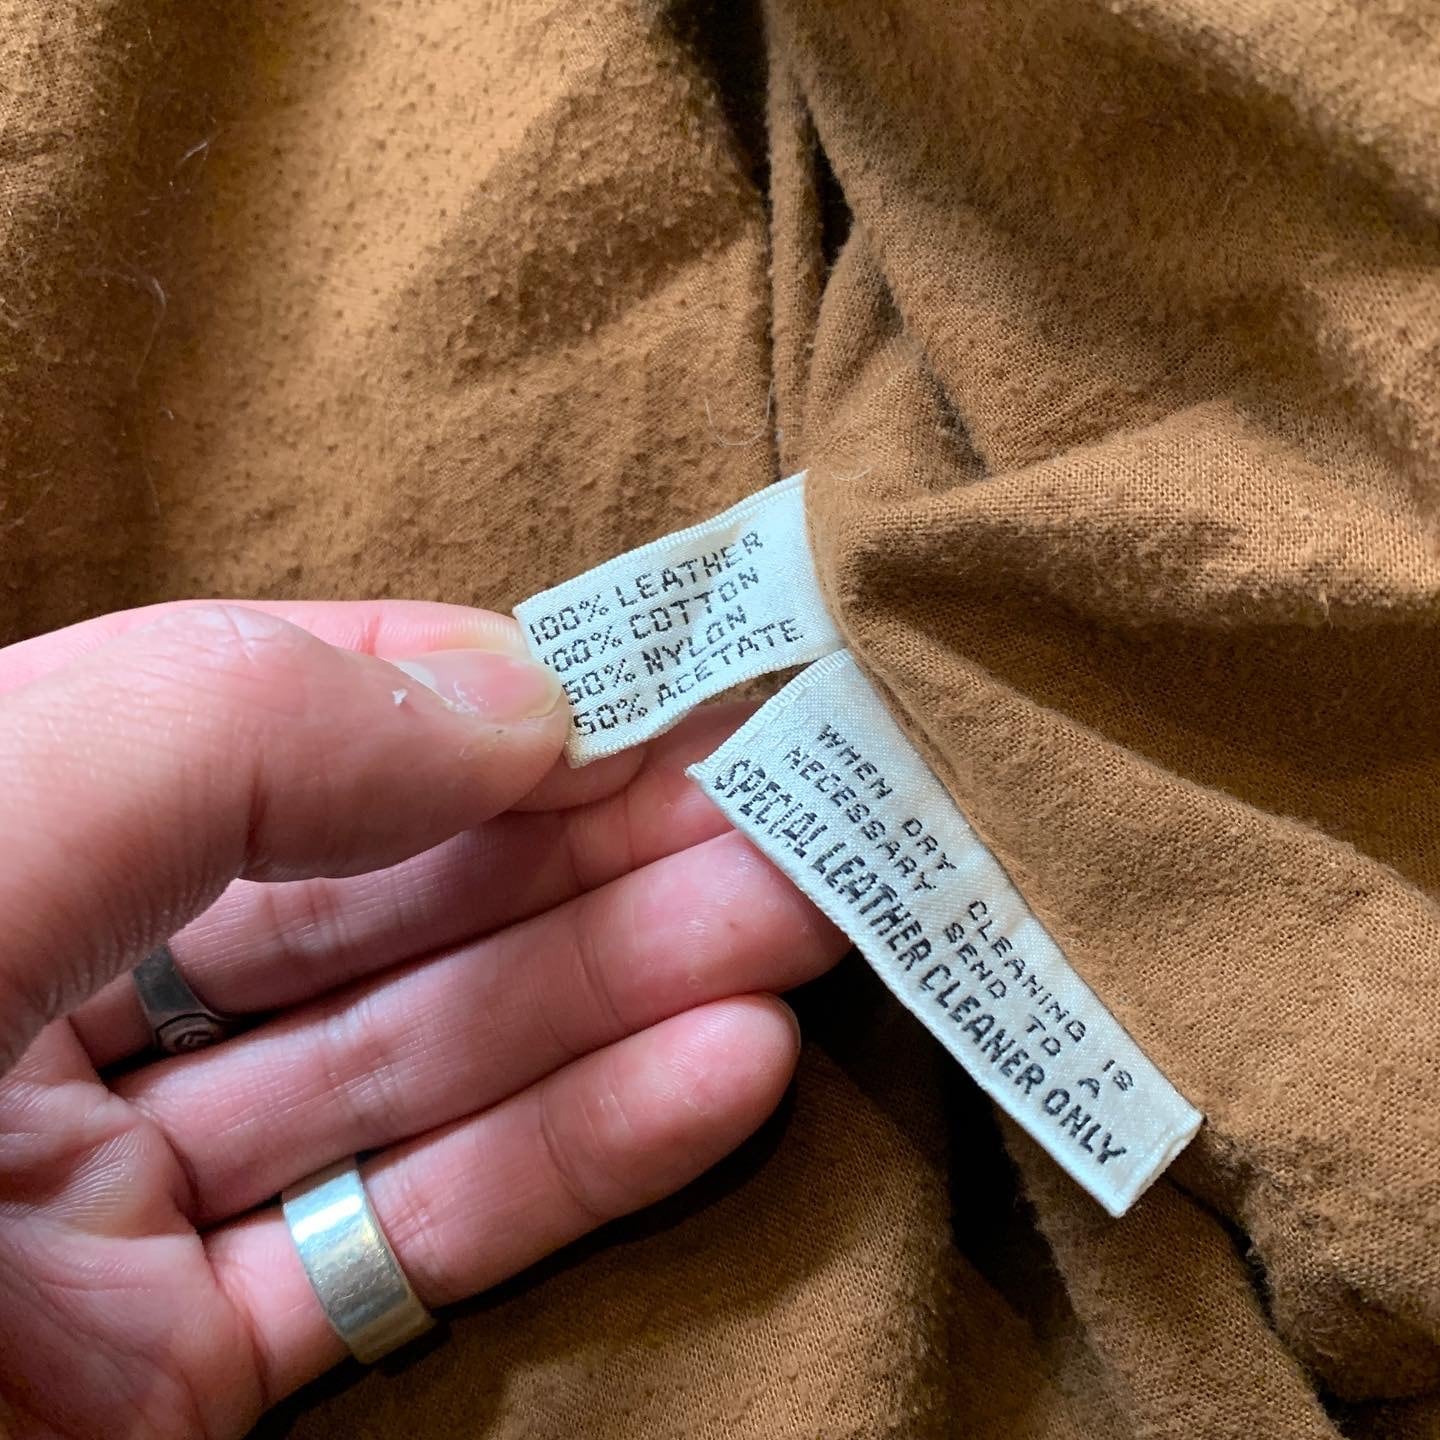 100% LEATHER
100% COTTON
50% NYLON
50% ACETATE
WHEN DRY CLEANING IS
NECESSARY SEND TO A
SPECIAL LEATHER CLEANER ONLY